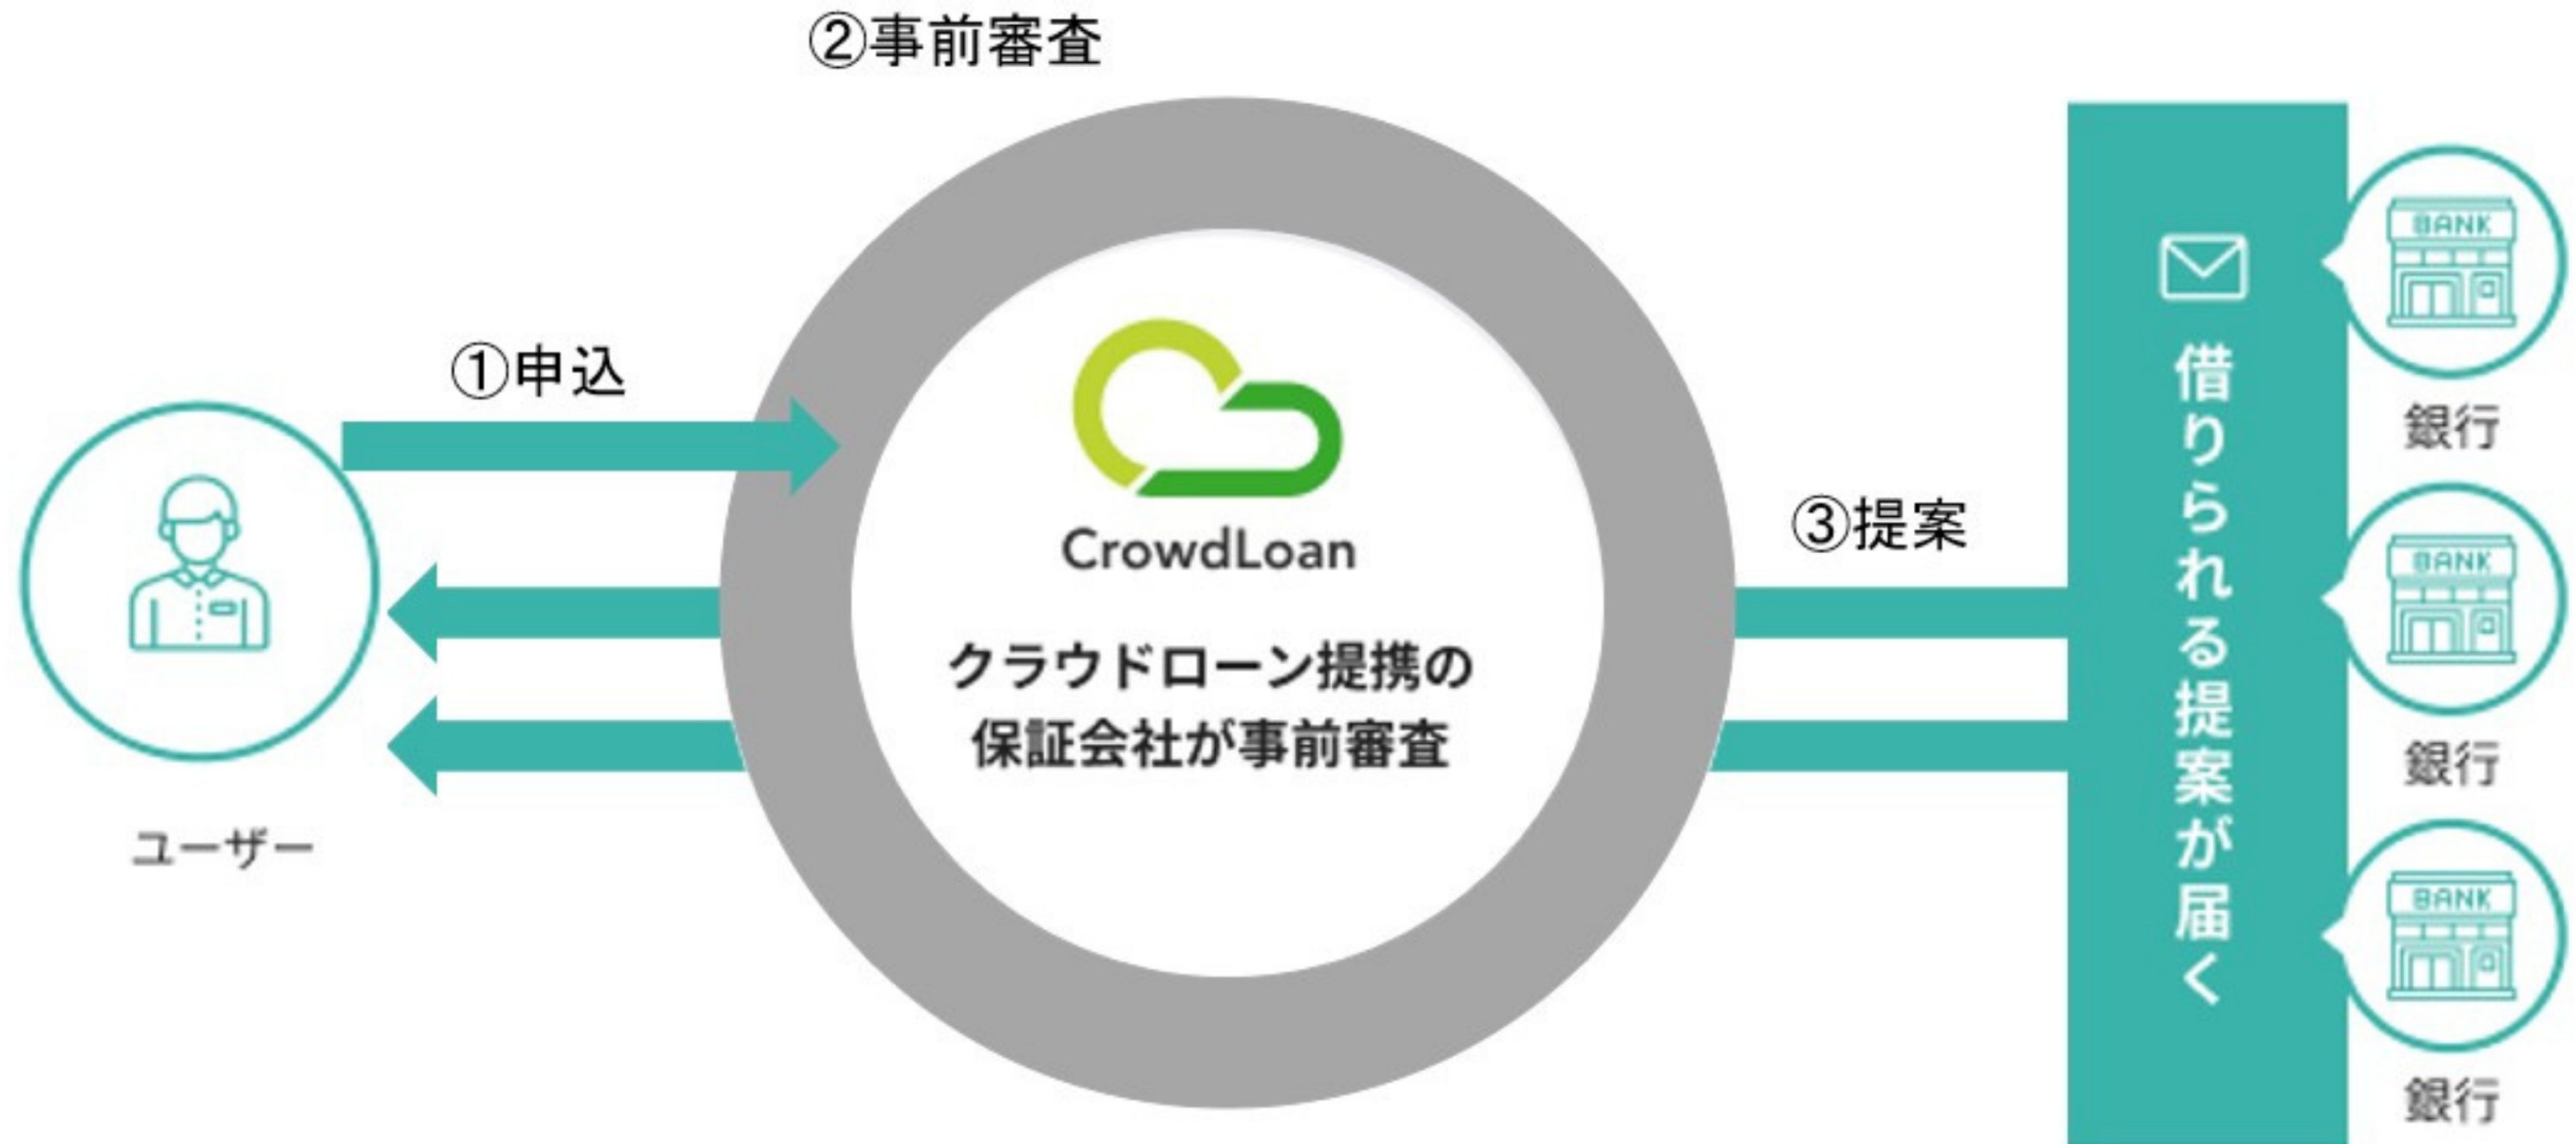 ②事前審査
①申込
ユーザー
CrowdLoan
クラウドローン提携の
保証会社が事前審査
③提案
借りられる提案が届く
BANK
銀行
BANK
銀行
BANK
銀行